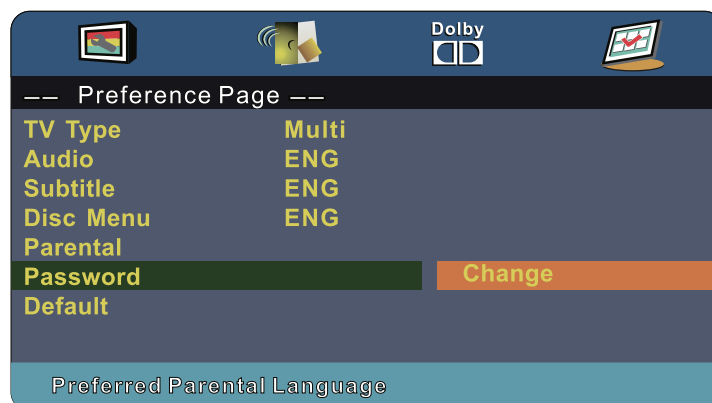 Dolby
—— Preference Page ——
TV Type Multi
Audio ENG
Subtitle ENG
Disc Menu ENG
Parental
Password Change
Default
Preferred Parental Language